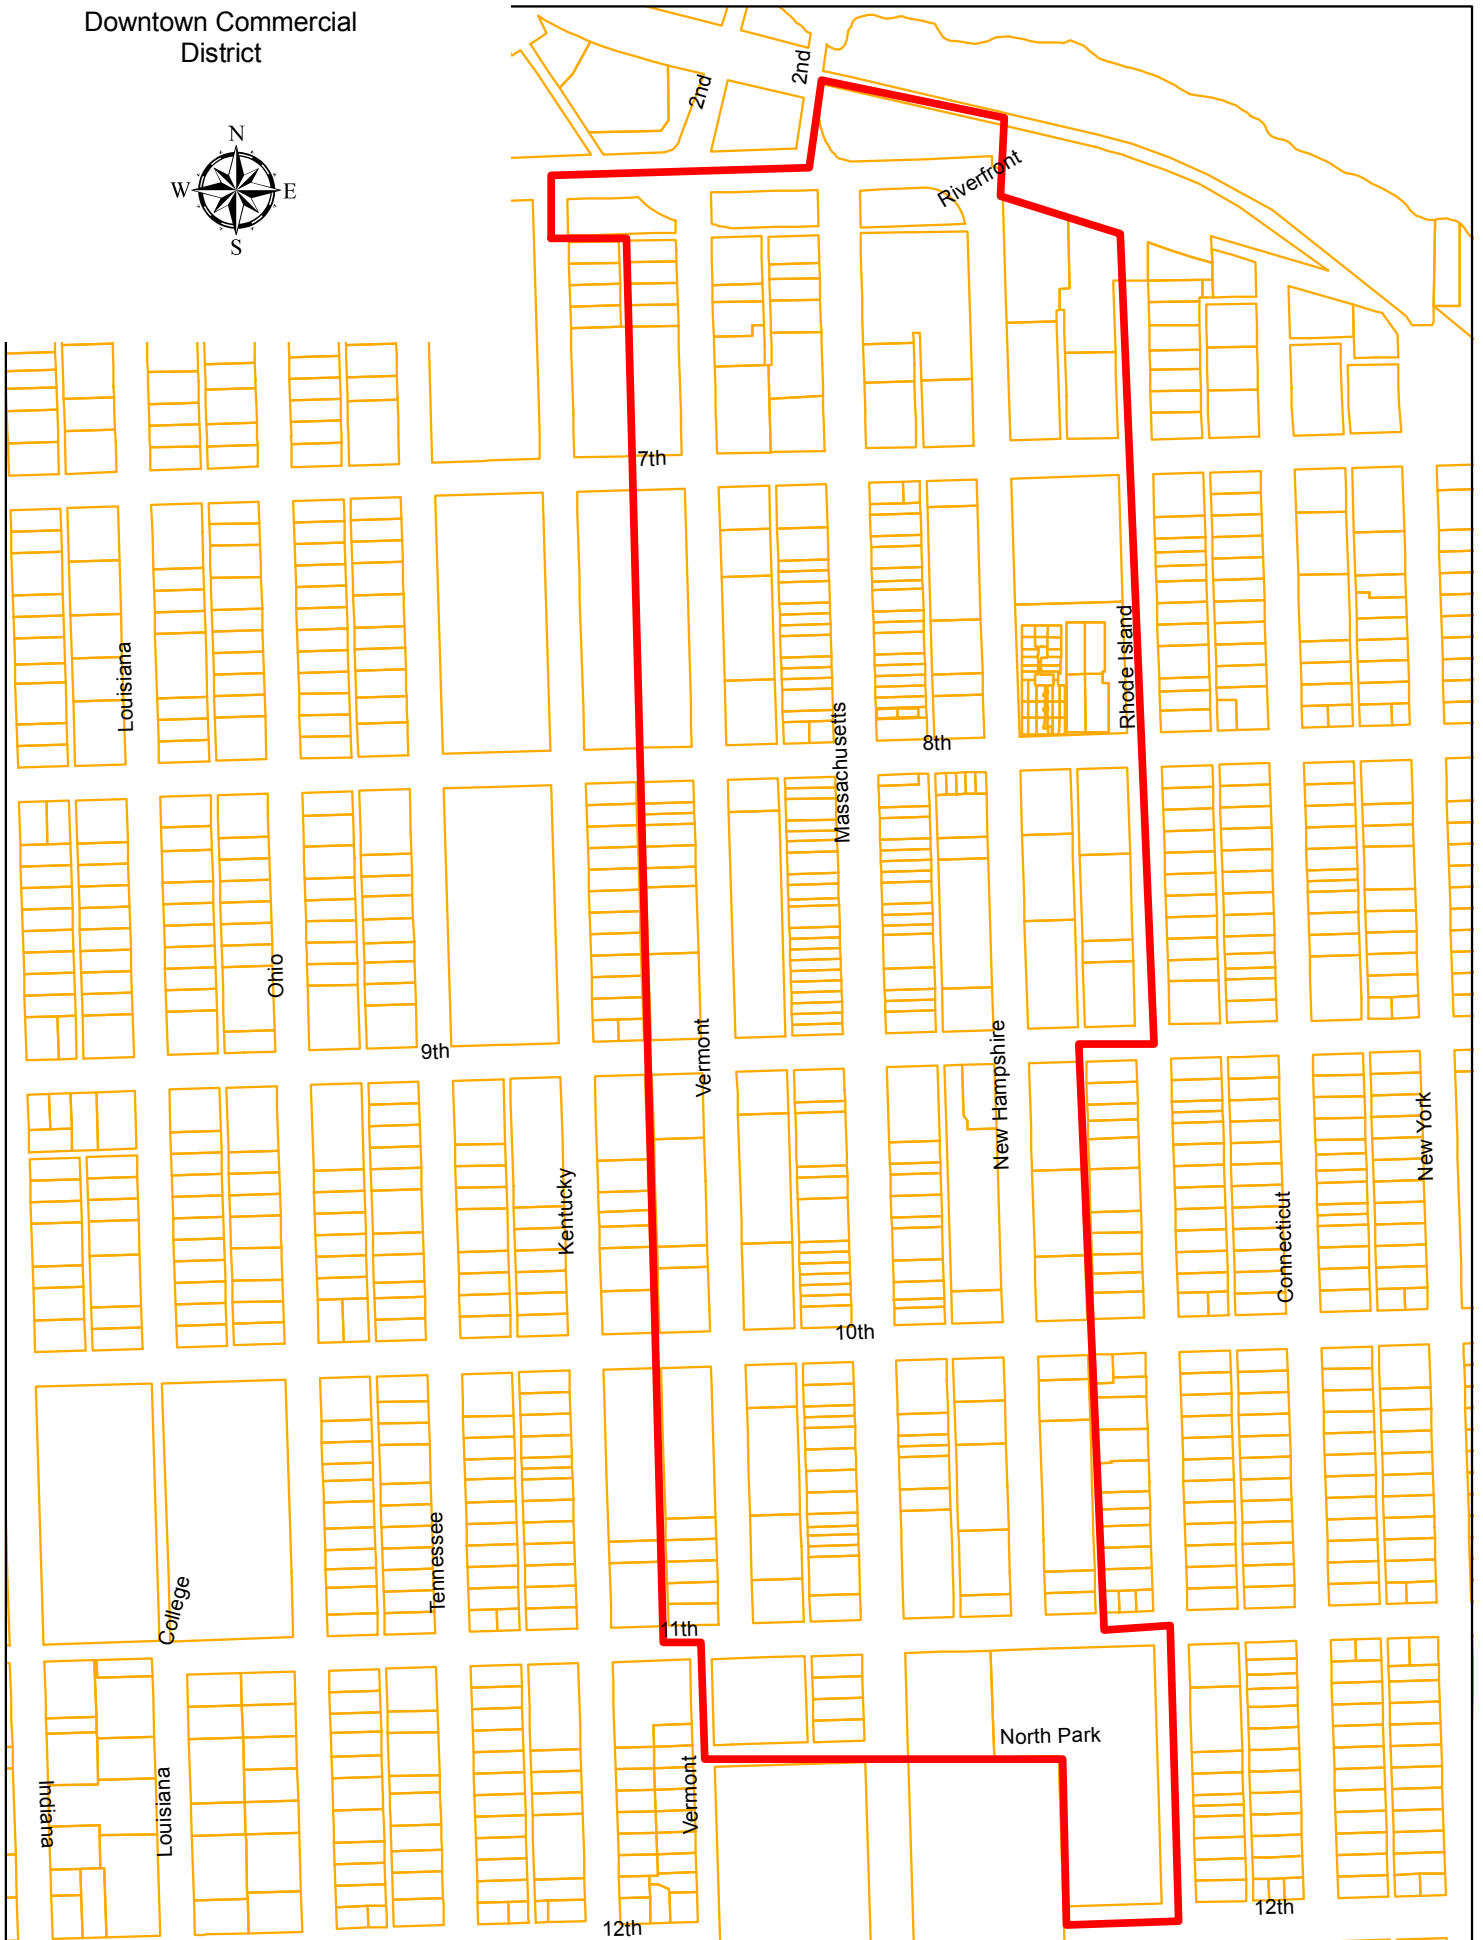 Downtown Commercial
District
N
W
E
S
2nd
2nd
Riverfront
7th
Louisiana
Rhode Island
Massachusetts
8th
Ohio
9th
Vermont
New Hampshire
New York
Kentucky
Connecticut
10th
Tennessee
College
11th
North Park
Indiana
Louisiana
Vermont
12th
12th